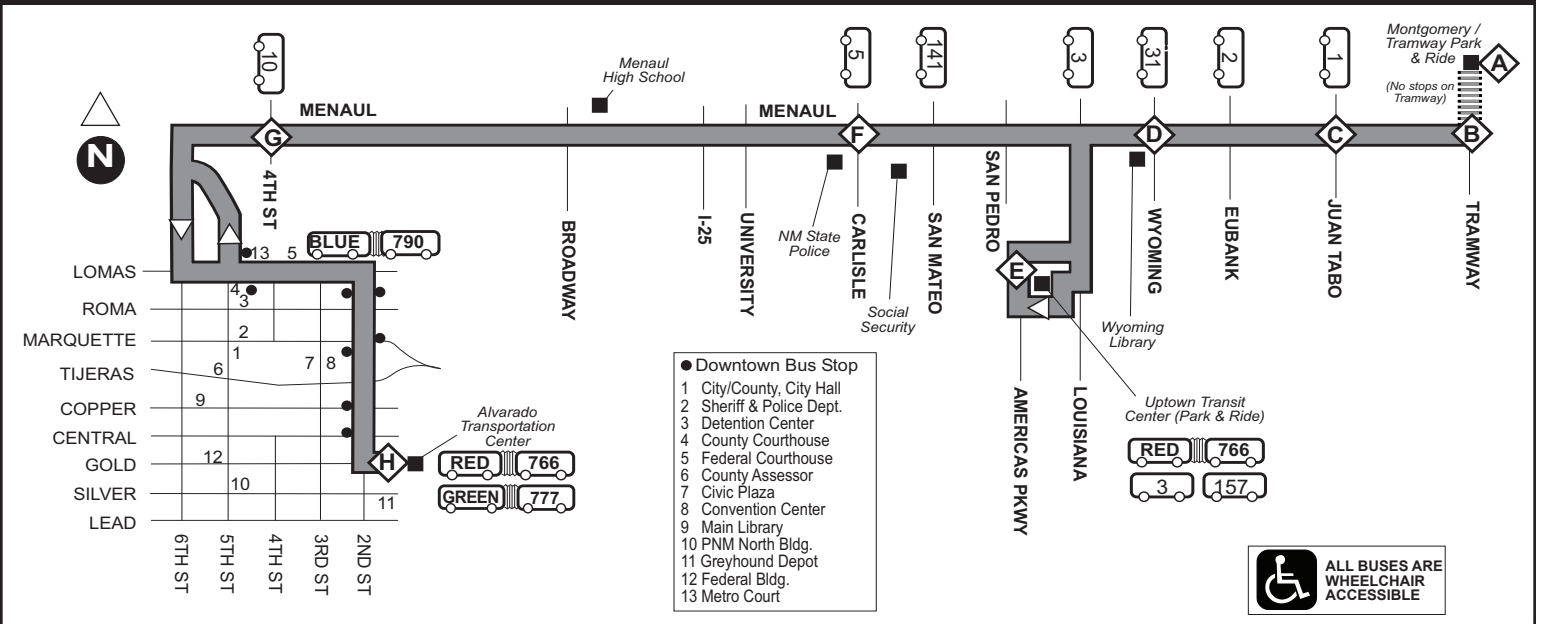 10
Menaul
High School
5
141
3
31
2
1
Montgomery /
Tramway Park
& Ride
A
(No stops on
Tramway)
MENAUL
MENAUL
N
G
F
D
C
B
4TH ST
BROADWAY
I-25
UNIVERSITY
NM State
Police
CARLISLE
Social
Security
SAN MATEO
SAN PEDRO
E
LOUISIANA
AMERICAS PKWY
Wyoming
Library
WYOMING
EUBANK
JUAN TABO
TRAMWAY
Uptown Transit
Center (Park & Ride)
RED 766
3 157
BLUE 790
13 5
LOMAS
4
3
ROMA
2
MARQUETTE
1
7 8
6
TIJERAS
9
COPPER
CENTRAL
12
GOLD
H
10
SILVER
11
LEAD
Alvarado
Transportation
Center
RED 766
GREEN 777
6TH ST
5TH ST
4TH ST
3RD ST
2ND ST
Downtown Bus Stop
1 City/County, City Hall
2 Sheriff & Police Dept.
3 Detention Center
4 County Courthouse
5 Federal Courthouse
6 County Assessor
7 Civic Plaza
8 Convention Center
9 Main Library
10 PNM North Bldg.
11 Greyhound Depot
12 Federal Bldg.
13 Metro Court
ALL BUSES ARE
WHEELCHAIR
ACCESSIBLE